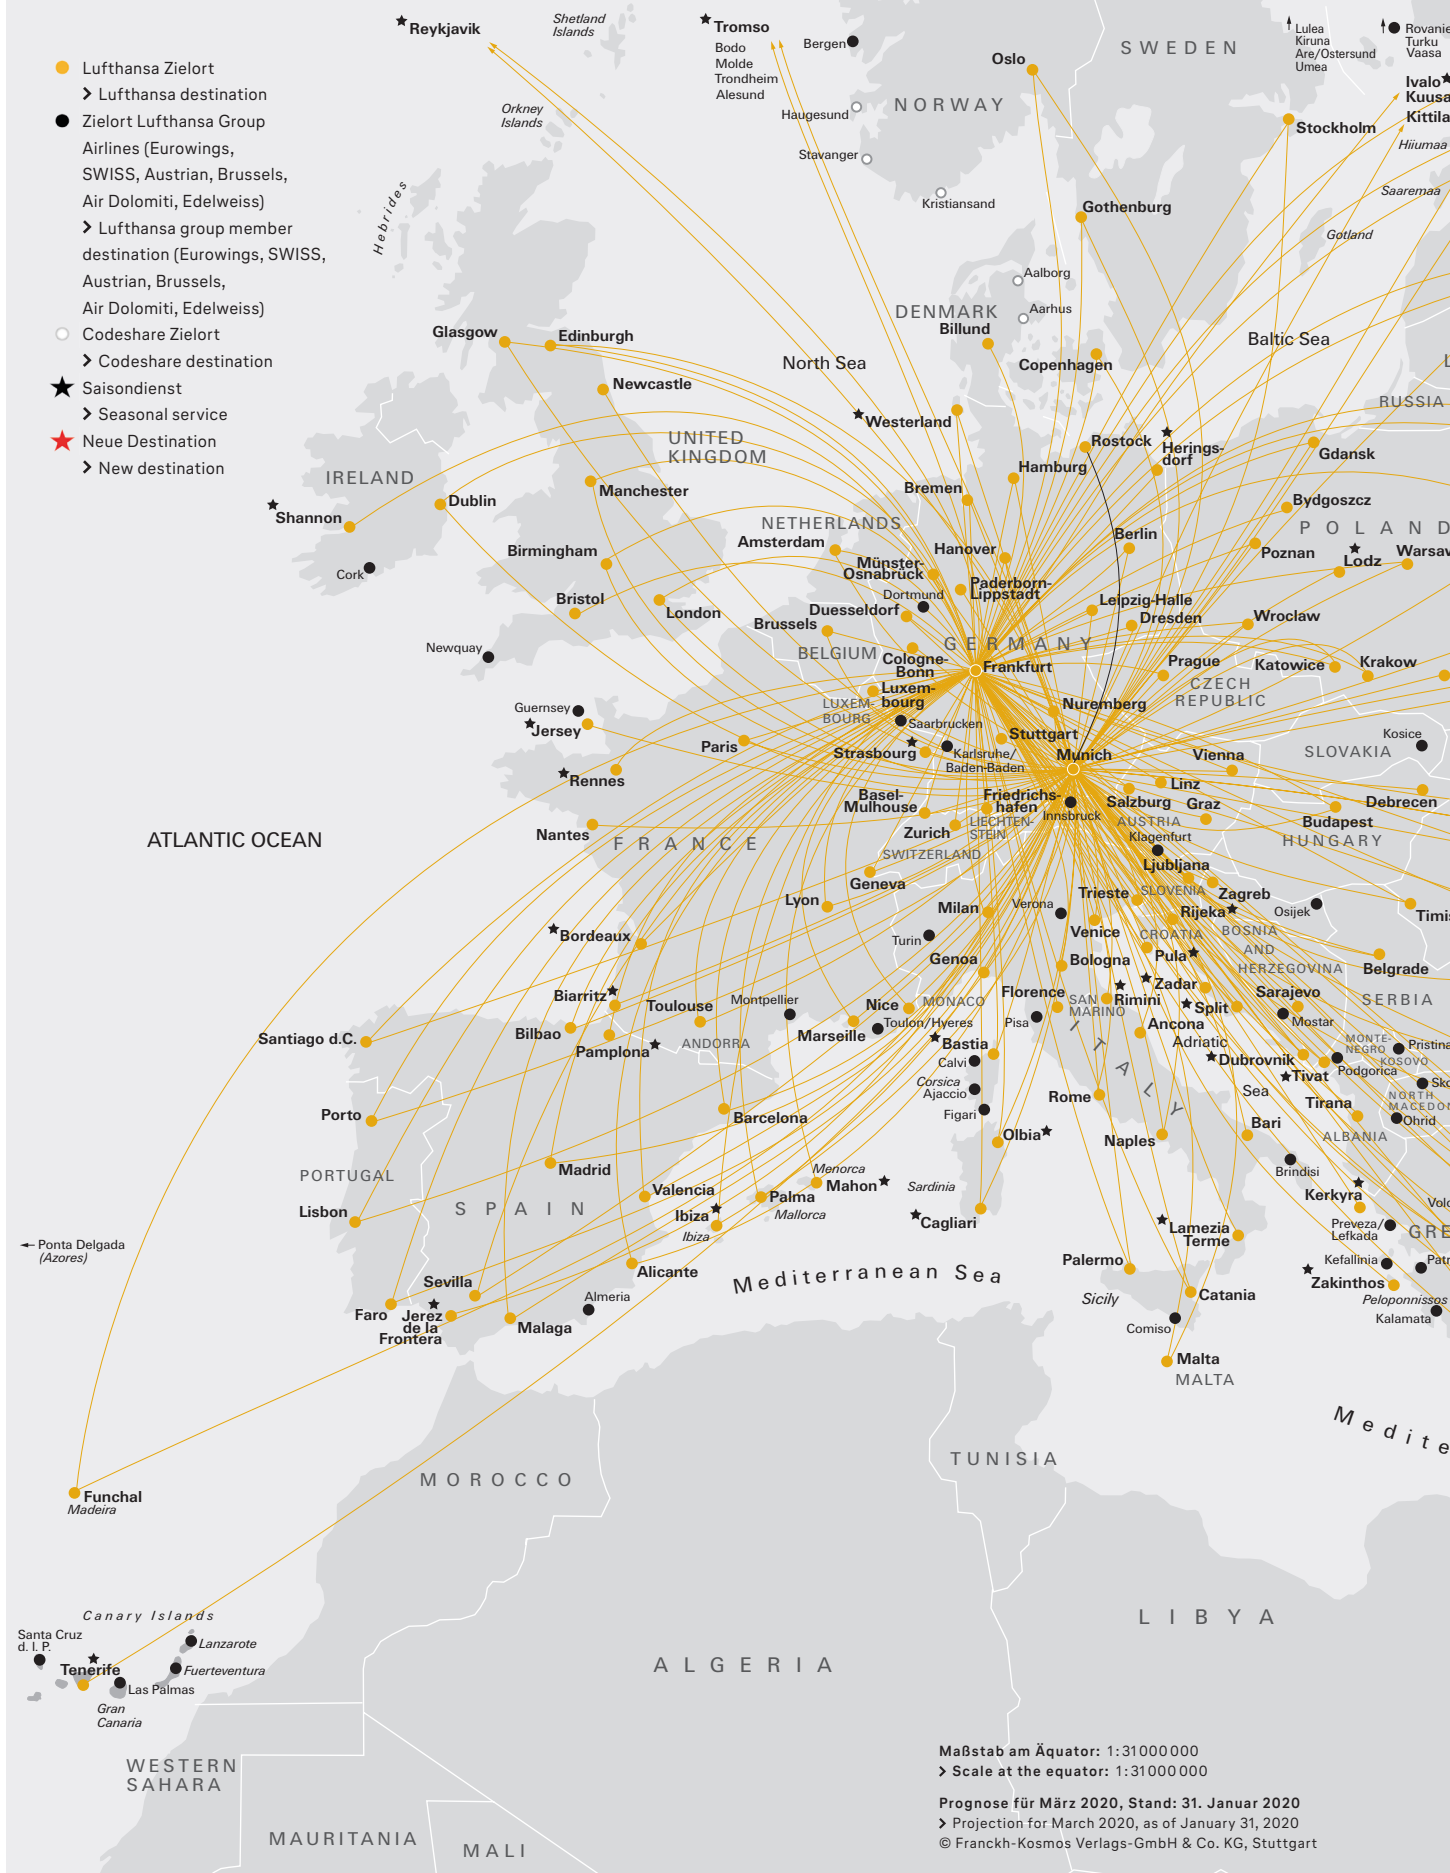 Reykjavik
Shetland
Islands
Tromso
Bodo
Molde
Trondheim
Alesund
Bergen
Oslo
SWEDEN
Lulea
Kiruna
Are/Ostersund
Umea
Turku
Vaasa
Ivalo
Kittila
Hiiumaa
Saaremaa
Gotland
Stockholm
Lufthansa Zielort
> Lufthansa destination
Zielort Lufthansa Group
Airlines (Eurowings,
SWISS, Austrian, Brussels,
Air Dolomiti, Edelweiss)
> Lufthansa group member
destination (Eurowings, SWISS,
Austrian, Brussels,
Air Dolomiti, Edelweiss)
Codeshare Zielort
> Codeshare destination
Saisondienst
> Seasonal service
Neue Destination
> New destination
Orkney
Islands
Hebrides
Haugesund
NORWAY
Stavanger
Kristiansand
Gothenburg
Aalborg
Aarhus
DENMARK
Billund
Copenhagen
Baltic Sea
North Sea
Glasgow
Edinburgh
Newcastle
Westerland
RUSSIA
UNITED
KINGDOM
IRELAND
Rostock
Herings-
dorf
Gdansk
Hamburg
Bremen
Manchester
Dublin
Shannon
Cork
Bydgoszcz
POLAND
NETHERLANDS
Amsterdam
Hanover
Berlin
Poznan
Lodz
Birmingham
Münster-
Osnabrück
Paderborn-
Lippstadt
Dortmund
Bristol
London
Duesseldorf
Brussels
Leipzig-Halle
Dresden
Wroclaw
Newquay
BELGIUM
GERMANY
Cologne-
Bonn
Frankfurt
Prague
Katowice
Krakow
CZECH
REPUBLIC
LUXEM-
BOURG
Luxem-
bourg
Nuremberg
Guernsey
Jersey
Saarbrucken
Stuttgart
Paris
Strasbourg
Karlsruhe/
Baden-Baden
Munich
Vienna
SLOVAKIA
Kosice
Rennes
Basel-
Mulhouse
Friedrichs-
hafen
Innsbruck
Linz
Salzburg
Graz
Debrecen
Budapest
HUNGARY
ATLANTIC OCEAN
Nantes
FRANCE
Zurich
LIECHTEN-
STEIN
AUSTRIA
Klagenfurt
SWITZERLAND
Geneva
Ljubljana
Lyon
Milan
Verona
Trieste
SLOVENIA
Zagreb
Rijeka
Osijek
Venice
CROATIA
BOSNIA
AND
HERZEGOVINA
Bordeaux
Turin
Genoa
Bologna
Pula
Belgrade
Biarritz
Toulouse
Montpellier
Nice
MONACO
Florence
SAN
MARINO
Rimini
Zadar
Sarajevo
SERBIA
Split
Mostar
Bilbao
Pamplona
ANDORRA
Marseille
Toulon/Hyeres
Pisa
Ancona
Adriatic
Sea
ITALY
Santiago d.C.
Bastia
Calvi
Corsica
Ajaccio
Figari
Dubrovnik
Tivat
MONTE-
NEGRO
Podgorica
Pristina
KOSOVO
Porto
Barcelona
Rome
Tirana
Ohrid
Olbia
Naples
Bari
ALBANIA
PORTUGAL
Madrid
Menorca
Mahon
Sardinia
Brindisi
Valencia
Palma
Mallorca
Kerkyra
SPAIN
Lisbon
Ibiza
Ibiza
Cagliari
Lamezia
Terme
Preveza/
Lefkada
Ponta Delgada
(Azores)
Palermo
Kefallinia
Alicante
Mediterranean Sea
Zakinthos
Peloponnissos
Kalamata
Sevilla
Faro
Jerez
de la
Frontera
Almeria
Malaga
Sicily
Catania
Comiso
Malta
MALTA
TUNISIA
MOROCCO
Funchal
Madeira
Canary Islands
Santa Cruz
d. l. P.
Tenerife
Lanzarote
Fuerteventura
Las Palmas
Gran
Canaria
LIBYA
ALGERIA
WESTERN
SAHARA
MAURITANIA
MALI
Maßstab am Äquator: 1:31000000
> Scale at the equator: 1:31000000
Prognose für März 2020, Stand: 31. Januar 2020
> Projection for March 2020, as of January 31, 2020
© Franckh-Kosmos Verlags-GmbH & Co. KG, Stuttgart